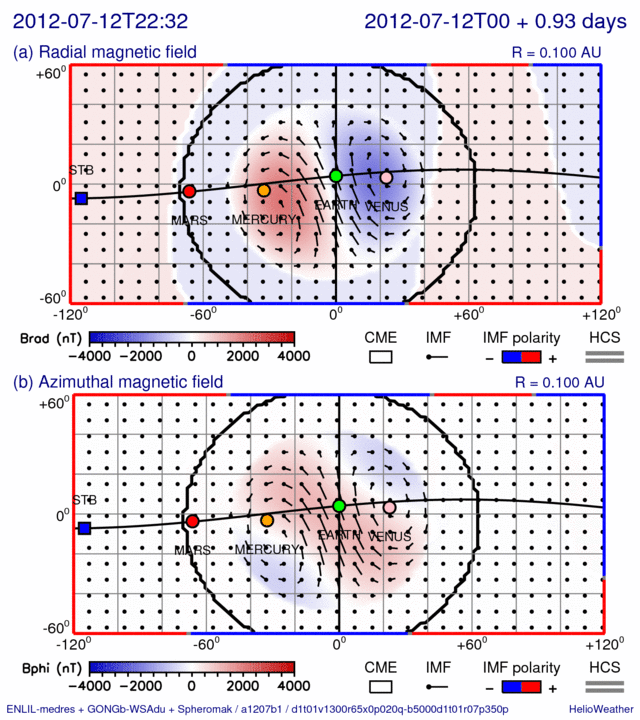 2012-07-12T22:32 2012-07-12T00 + 0.93 days
(a) Radial magnetic field R = 0.100 AU
+60⁰
STB
0⁰
MARS MERCURY EARTH VENUS
-60⁰
-120⁰ -60⁰ 0⁰ +60⁰ +120⁰
Brad (nT) -4000 -2000 0 2000 4000 CME IMF IMF polarity - + HCS
(b) Azimuthal magnetic field R = 0.100 AU
+60⁰
STB
0⁰
MARS MERCURY EARTH VENUS
-60⁰
-120⁰ -60⁰ 0⁰ +60⁰ +120⁰
Bphi (nT) -4000 -2000 0 2000 4000 CME IMF IMF polarity - + HCS
ENLIL-medres + GONGb-WSAdu + Spheromak / a1207b1 / d1t01v1300r65x0p020q-b5000d1t01r07p350p HelioWeather